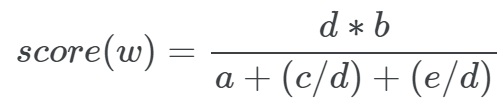 score(w) = d * b / a + (c/d) + (e/d)